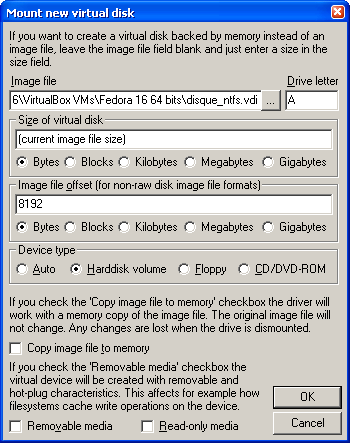 Mount new virtual disk
If you want to create a virtual disk backed by memory instead of an
image file, leave the image file field blank and just enter a size in the
size field.
Image file Drive letter
6\VirtualBox VMs\Fedora 16 64 bits\disque_ntfs.vdi ... A
Size of virtual disk
(current image file size)
Bytes Blocks Kilobytes Megabytes Gigabytes
Image file offset (for non-raw disk image file formats)
8192
Bytes Blocks Kilobytes Megabytes Gigabytes
Device type
Auto Harddisk volume Floppy CD/DVD-ROM
If you check the 'Copy image file to memory' checkbox the driver will
work with a memory copy of the image file. The original image file will
not change. Any changes are lost when the drive is dismounted.
Copy image file to memory
If you check the 'Removable media' checkbox the
virtual device will be created with removable and
hot-plug characteristics. This affects for example how
filesystems cache write operations on the device.
OK
Removable media Read-only media Cancel